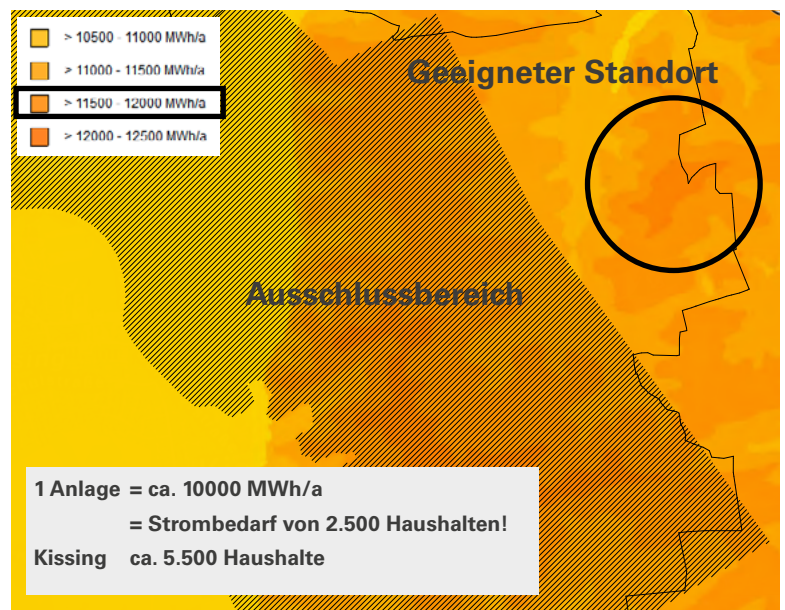 > 10500 - 11000 MWh/a
> 11000 - 11500 MWh/a
> 11500 - 12000 MWh/a
> 12000 - 12500 MWh/a
Geeigneter Standort
Ausschlussbereich
1 Anlage = ca. 10000 MWh/a
= Strombedarf von 2.500 Haushalten!
Kissing ca. 5.500 Haushalte